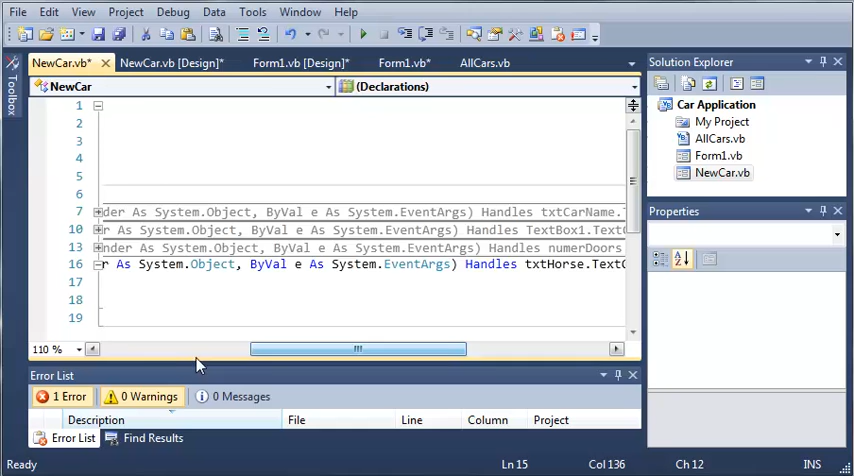 File Edit View Project Debug Data Tools Window Help
NewCar.vb* NewCar.vb [Design]* Form1.vb [Design]* Form1.vb* AllCars.vb
Toolbox
NewCar (Declarations)
1
2
3
4
5
6
7 der As System.Object, ByVal e As System.EventArgs) Handles txtCarName.
10 der As System.Object, ByVal e As System.EventArgs) Handles TextBox1.TextC
13 nder As System.Object, ByVal e As System.EventArgs) Handles numerDoors
16 r As System.Object, ByVal e As System.EventArgs) Handles txtHorse.TextC
17
18
19
110 %
Solution Explorer
Car Application
My Project
AllCars.vb
Form1.vb
NewCar.vb
Properties
Error List
1 Error 0 Warnings 0 Messages
Description File Line Column Project
Error List Find Results
Ready Ln 15 Col 136 Ch 12 INS